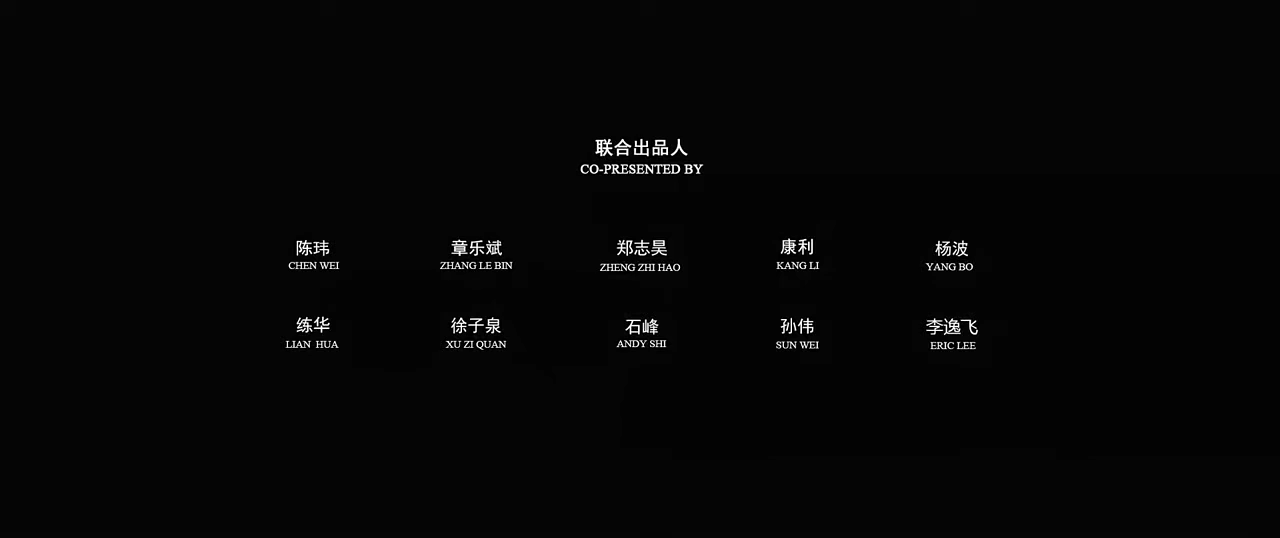 联合出品人
CO-PRESENTED BY
陈玮 章乐斌 郑志昊 康利 杨波
CHEN WEI ZHANG LE BIN ZHENG ZHI HAO KANG LI YANG BO
练华 徐子泉 石峰 孙伟 李逸飞
LIAN HUA XU ZI QUAN ANDY SHI SUN WEI ERIC LEE